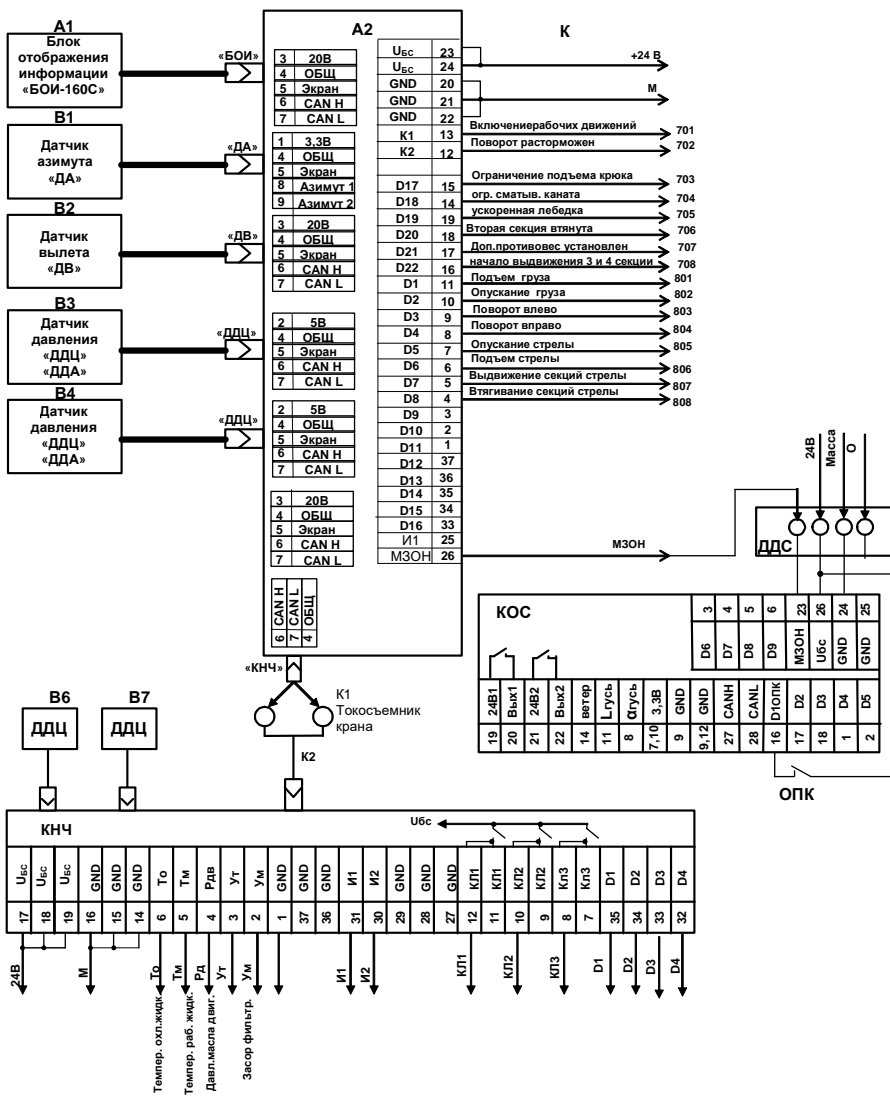 А1
Блок
отображения
информации
«БОИ-160С»
В1
Датчик
азимута
«ДА»
В2
Датчик
вылета
«ДВ»
В3
Датчик
давления
«ДДЦ»
«ДДА»
В4
Датчик
давления
«ДДЦ»
«ДДА»
«БОИ»
«ДА»
«ДВ»
«ДДЦ»
«ДДЦ»
А2
3 20В
4 ОБЩ
5 Экран
6 CAN H
7 CAN L
1 3,3В
4 ОБЩ
5 Экран
8 Азимут 1
9 Азимут 2
3 20В
4 ОБЩ
5 Экран
6 CAN H
7 CAN L
2 5В
4 ОБЩ
5 Экран
6 CAN H
7 CAN L
2 5В
4 ОБЩ
5 Экран
6 CAN H
7 CAN L
3 20В
4 ОБЩ
5 Экран
6 CAN H
7 CAN L
6 CAN H
7 CAN L
4 ОБЩ
К
UБС 23
UБС 24 +24 В
GND 20
GND 21 М
GND 22
К1 13 Включениерабочих движений 701
К2 12 Поворот расторможен 702
D17 15 Ограничение подъема крюка 703
D18 14 огр. сматыв. каната 704
D19 19 ускоренная лебедка 705
D20 18 Вторая секция втянута 706
D21 17 Доп.противовес установлен 707
D22 16 начало выдвижения 3 и 4 секции 708
D1 11 Подъем груза 801
D2 10 Опускание груза 802
D3 9 Поворот влево 803
D4 8 Поворот вправо 804
D5 7 Опускание стрелы 805
D6 6 Подъем стрелы 806
D7 5 Выдвижение секций стрелы 807
D8 4 Втягивание секций стрелы 808
D9 3
D10 2
D11 1
D12 37
D13 36
D14 35
D15 34
D16 33
И1 25
МЗОН 26 МЗОН
24В
Масса
О
ДДС
КОС
3 4 5 6 23 26 24 25
D6 D7 D8 D9 МЗОН Uбс GND GND
24В1 Вых1 24В2 Вых2 ветер Lгусь αгусь 3,3В GND GND CANH CANL D1ОПК D2 D3 D4 D5
19 20 21 22 14 11 8 7,10 9 9,12 27 28 16 17 18 1 2
ОПК
«КНЧ»
К1
Токосъемник
крана
К2
В6
ДДЦ
В7
ДДЦ
КНЧ
Uбс
UБС UБС UБС GND GND GND То Тм Рдв Ут Ум GND GND GND И1 И2 GND GND GND КЛ1 КЛ1 КЛ2 КЛ2 Кл3 Кл3 D1 D2 D3 D4
17 18 19 16 15 14 6 5 4 3 2 1 37 36 31 30 29 28 27 12 11 10 9 8 7 35 34 33 32
24В М То Тм Рд Ут Ум И1 И2 КЛ1 КЛ2 КЛ3 D1 D2 D3 D4
Темпер. охл.жидк.
Темпер. раб. жидк.
Давл.масла двиг.
Засор фильтр.